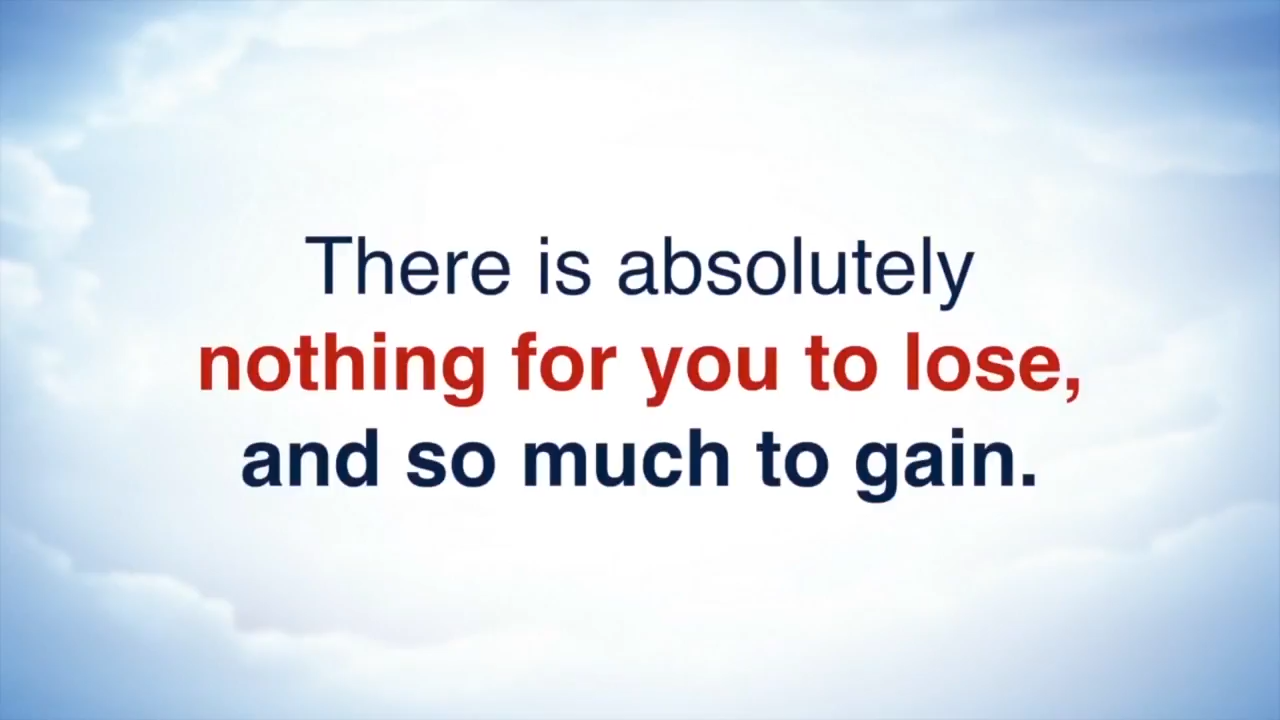 There is absolutely
nothing for you to lose,
and so much to gain.